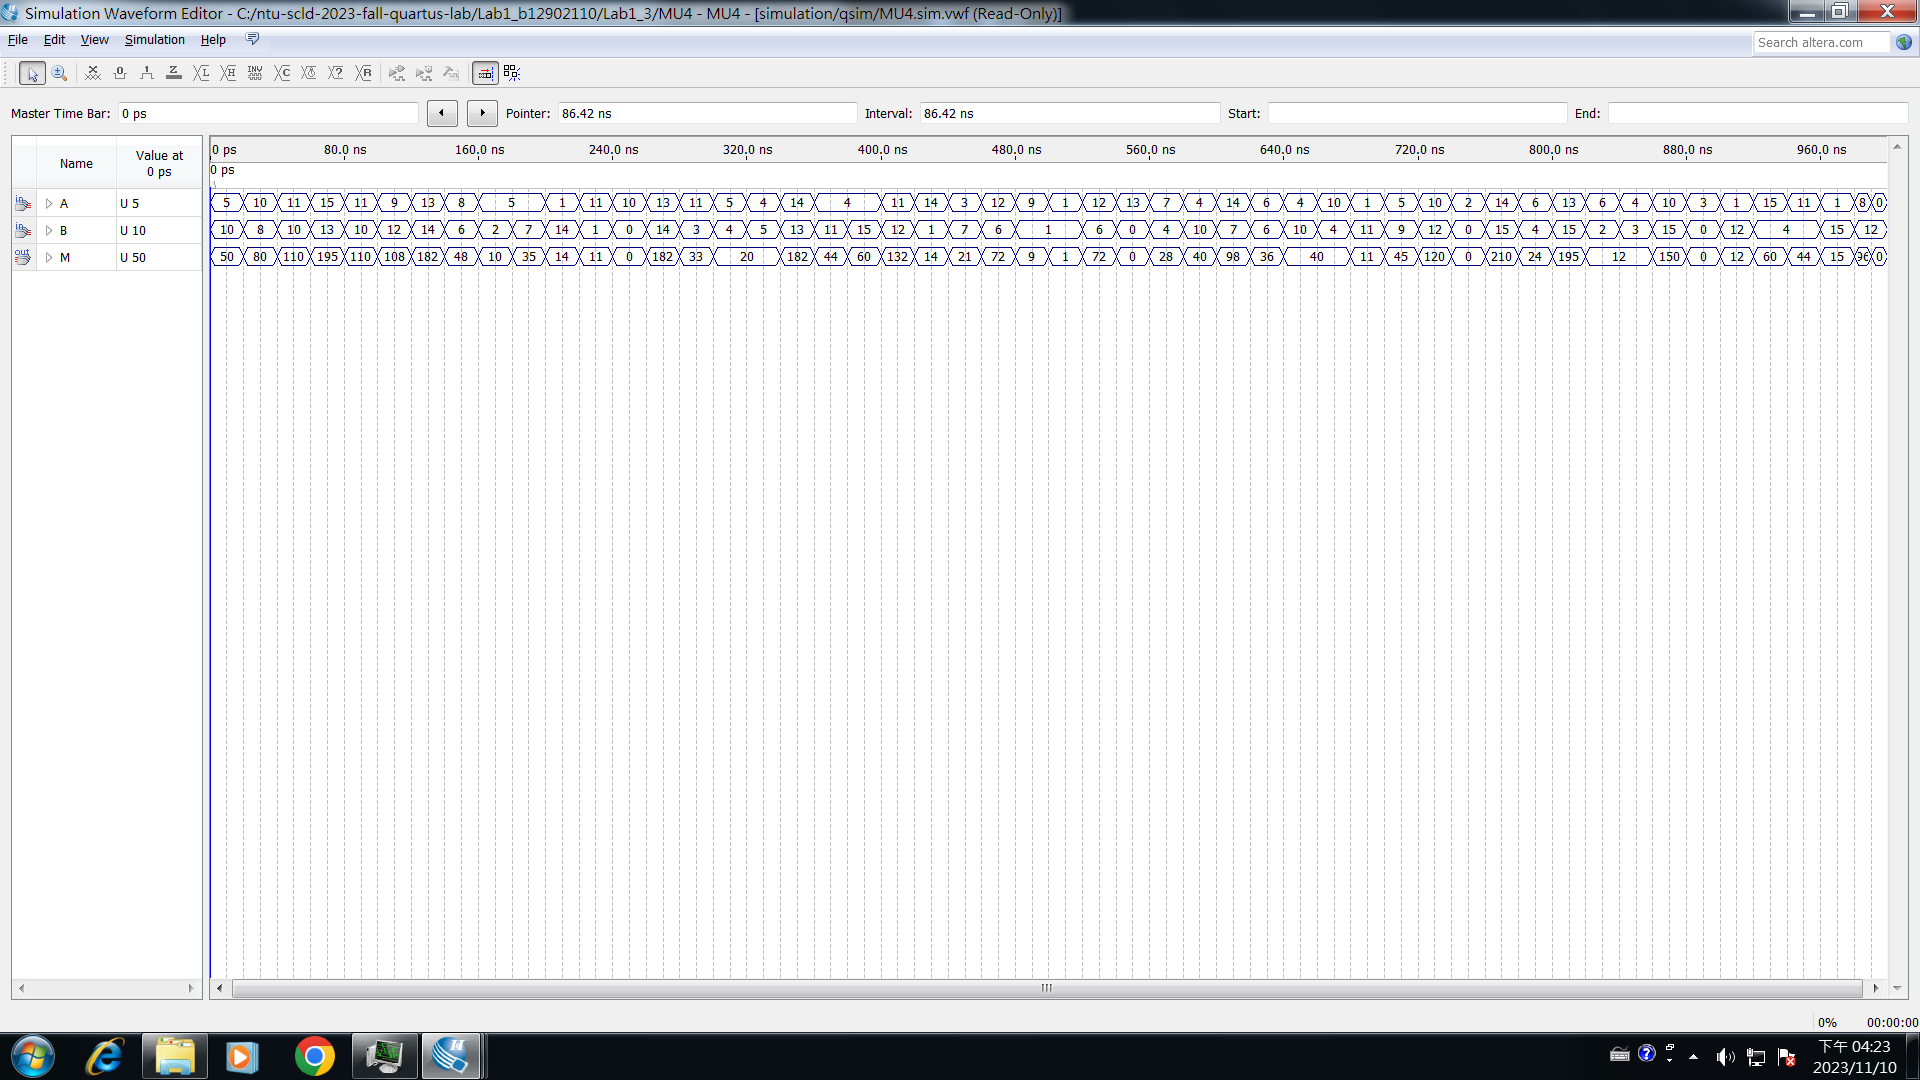 Simulation Waveform Editor - C:/ntu-scld-2023-fall-quartus-lab/Lab1_b12902110/Lab1_3/MU4 - MU4 - [simulation/qsim/MU4.sim.vwf (Read-Only)]
File Edit View Simulation Help
Search altera.com
Master Time Bar: 0 ps Pointer: 86.42 ns Interval: 86.42 ns Start: End:
Name Value at 0 ps
0 ps 80.0 ns 160.0 ns 240.0 ns 320.0 ns 400.0 ns 480.0 ns 560.0 ns 640.0 ns 720.0 ns 800.0 ns 880.0 ns 960.0 ns
0 ps
A U 5 5 10 11 15 11 9 13 8 5 1 11 10 13 11 5 4 14 4 11 14 3 12 9 1 12 13 7 4 14 6 4 10 1 5 10 2 14 6 13 6 4 10 3 1 15 11 1 8 0
B U 10 10 8 10 13 10 12 14 6 2 7 14 1 0 14 3 4 5 13 11 15 12 1 7 6 1 6 0 4 10 7 6 10 4 11 9 12 0 15 4 15 2 3 15 0 12 4 15 12
M U 50 50 80 110 195 110 108 182 48 10 35 14 11 0 182 33 20 182 44 60 132 14 21 72 9 1 72 0 28 40 98 36 40 11 45 120 0 210 24 195 12 150 0 12 60 44 15 96 0
0% 00:00:00
下午 04:23
2023/11/10